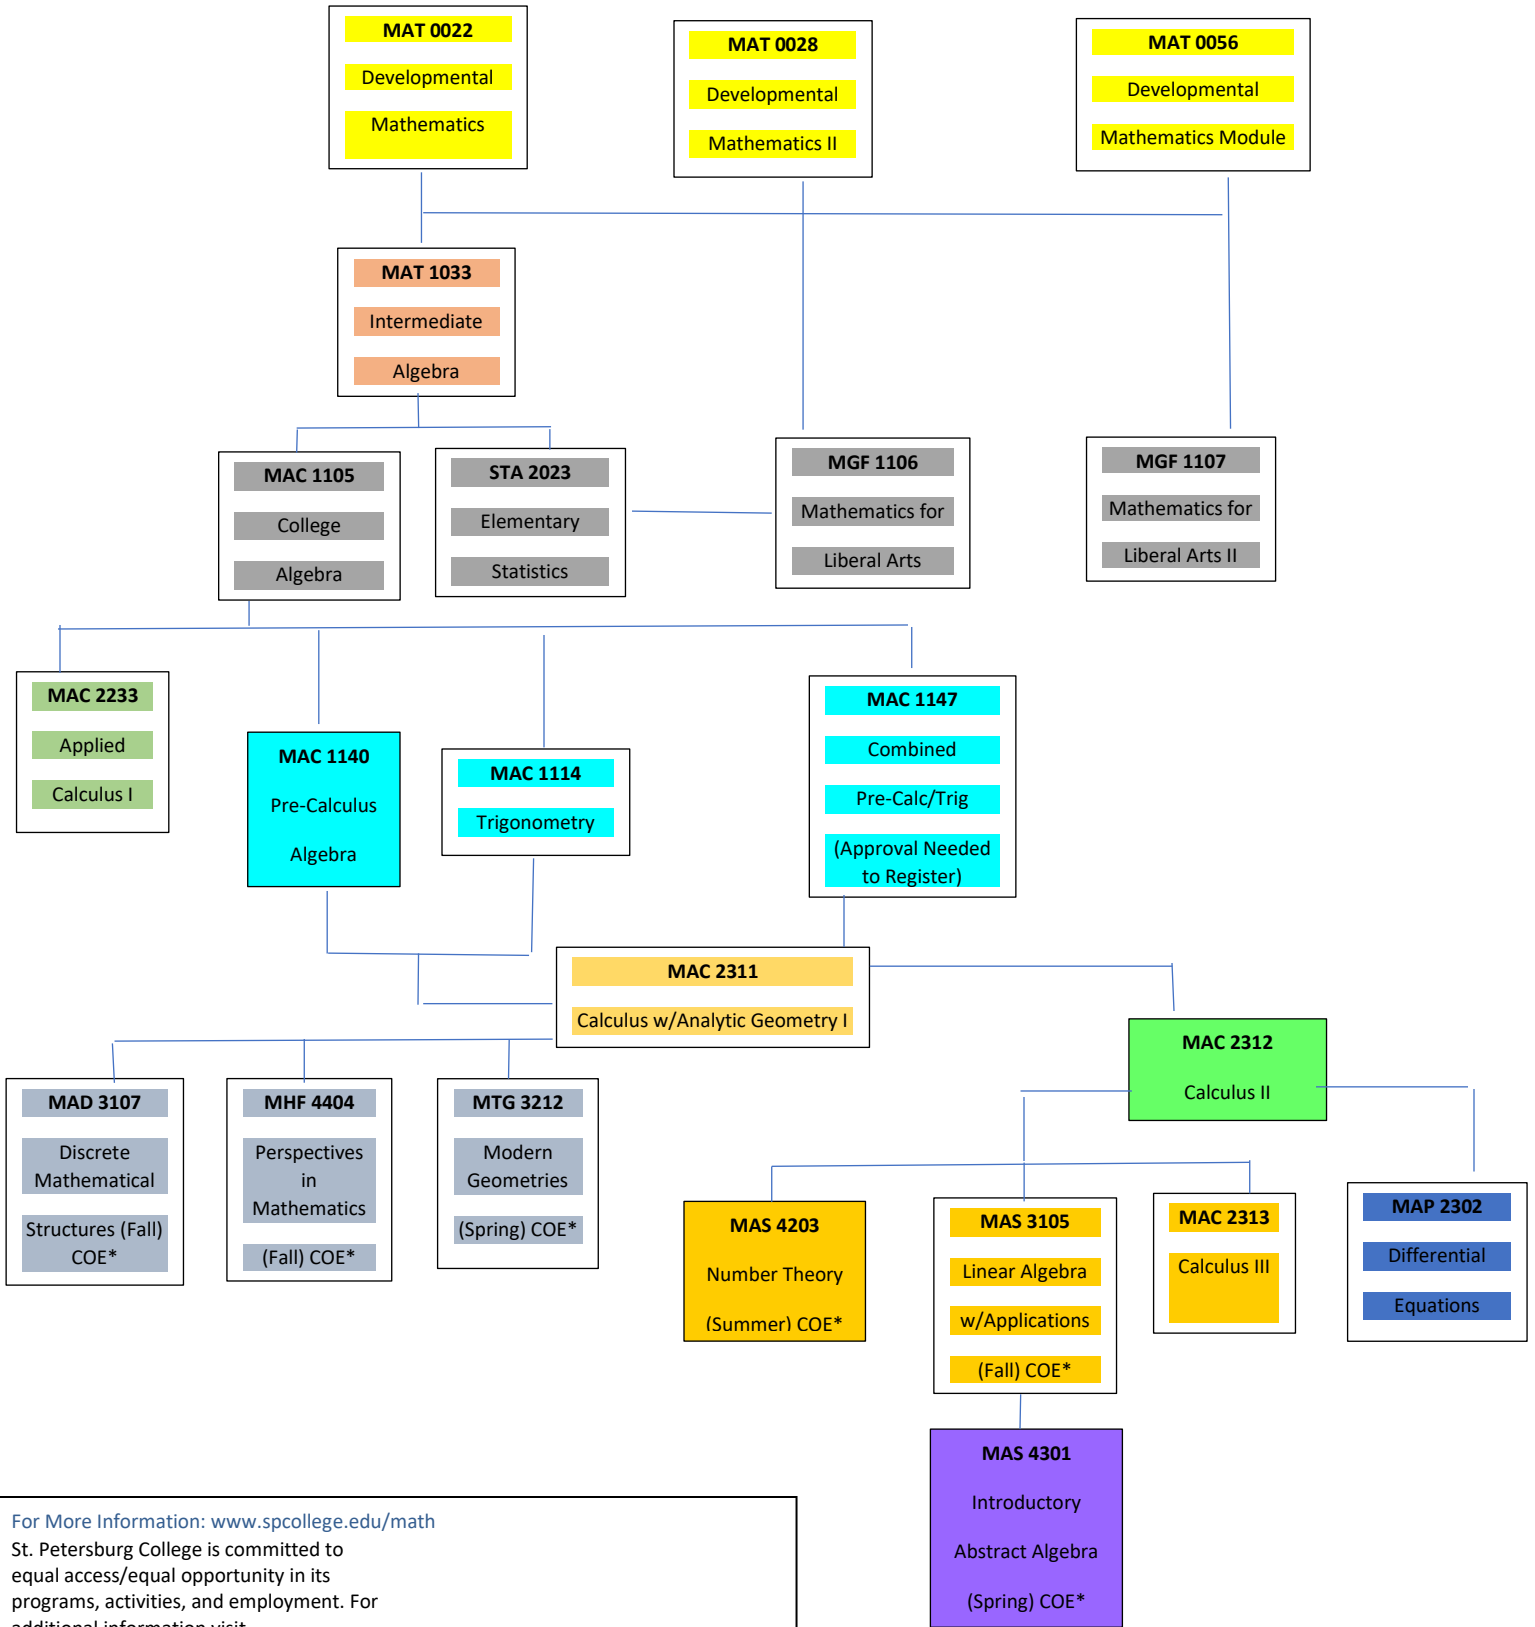 MAT 0022
Developmental
Mathematics
MAT 0028
Developmental
Mathematics II
MAT 0056
Developmental
Mathematics Module
MAT 1033
Intermediate
Algebra
MAC 1105
College
Algebra
STA 2023
Elementary
Statistics
MGF 1106
Mathematics for
Liberal Arts
MGF 1107
Mathematics for
Liberal Arts II
MAC 2233
Applied
Calculus I
MAC 1140
Pre-Calculus
Algebra
MAC 1114
Trigonometry
MAC 1147
Combined
Pre-Calc/Trig
(Approval Needed
to Register)
MAC 2311
Calculus w/Analytic Geometry I
MAC 2312
Calculus II
MAD 3107
Discrete
Mathematical
Structures (Fall)
COE*
MHF 4404
Perspectives
in
Mathematics
(Fall) COE*
MTG 3212
Modern
Geometries
(Spring) COE*
MAS 4203
Number Theory
(Summer) COE*
MAS 3105
Linear Algebra
w/Applications
(Fall) COE*
MAC 2313
Calculus III
MAP 2302
Differential
Equations
MAS 4301
Introductory
Abstract Algebra
(Spring) COE*
For More Information: www.spcollege.edu/math
St. Petersburg College is committed to
equal access/equal opportunity in its
programs, activities, and employment. For
additional information visit